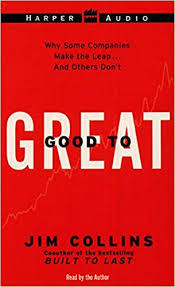 HARPER AUDIO
Why Some Companies
Make the Leap...
And Others Don't
GOOD TO
GREAT
JIM COLLINS
Coauthor of the bestselling
BUILT TO LAST
Read by the Author